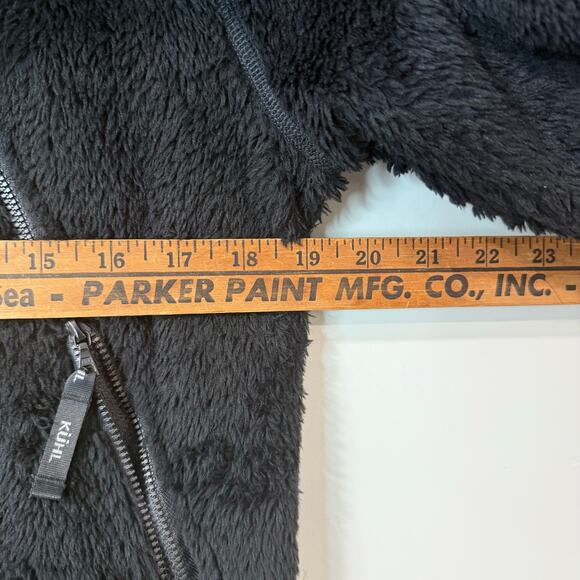 15 16 17 18 19 20 21 22 23
Sea - PARKER PAINT MFG. CO., INC. -
KÜHL